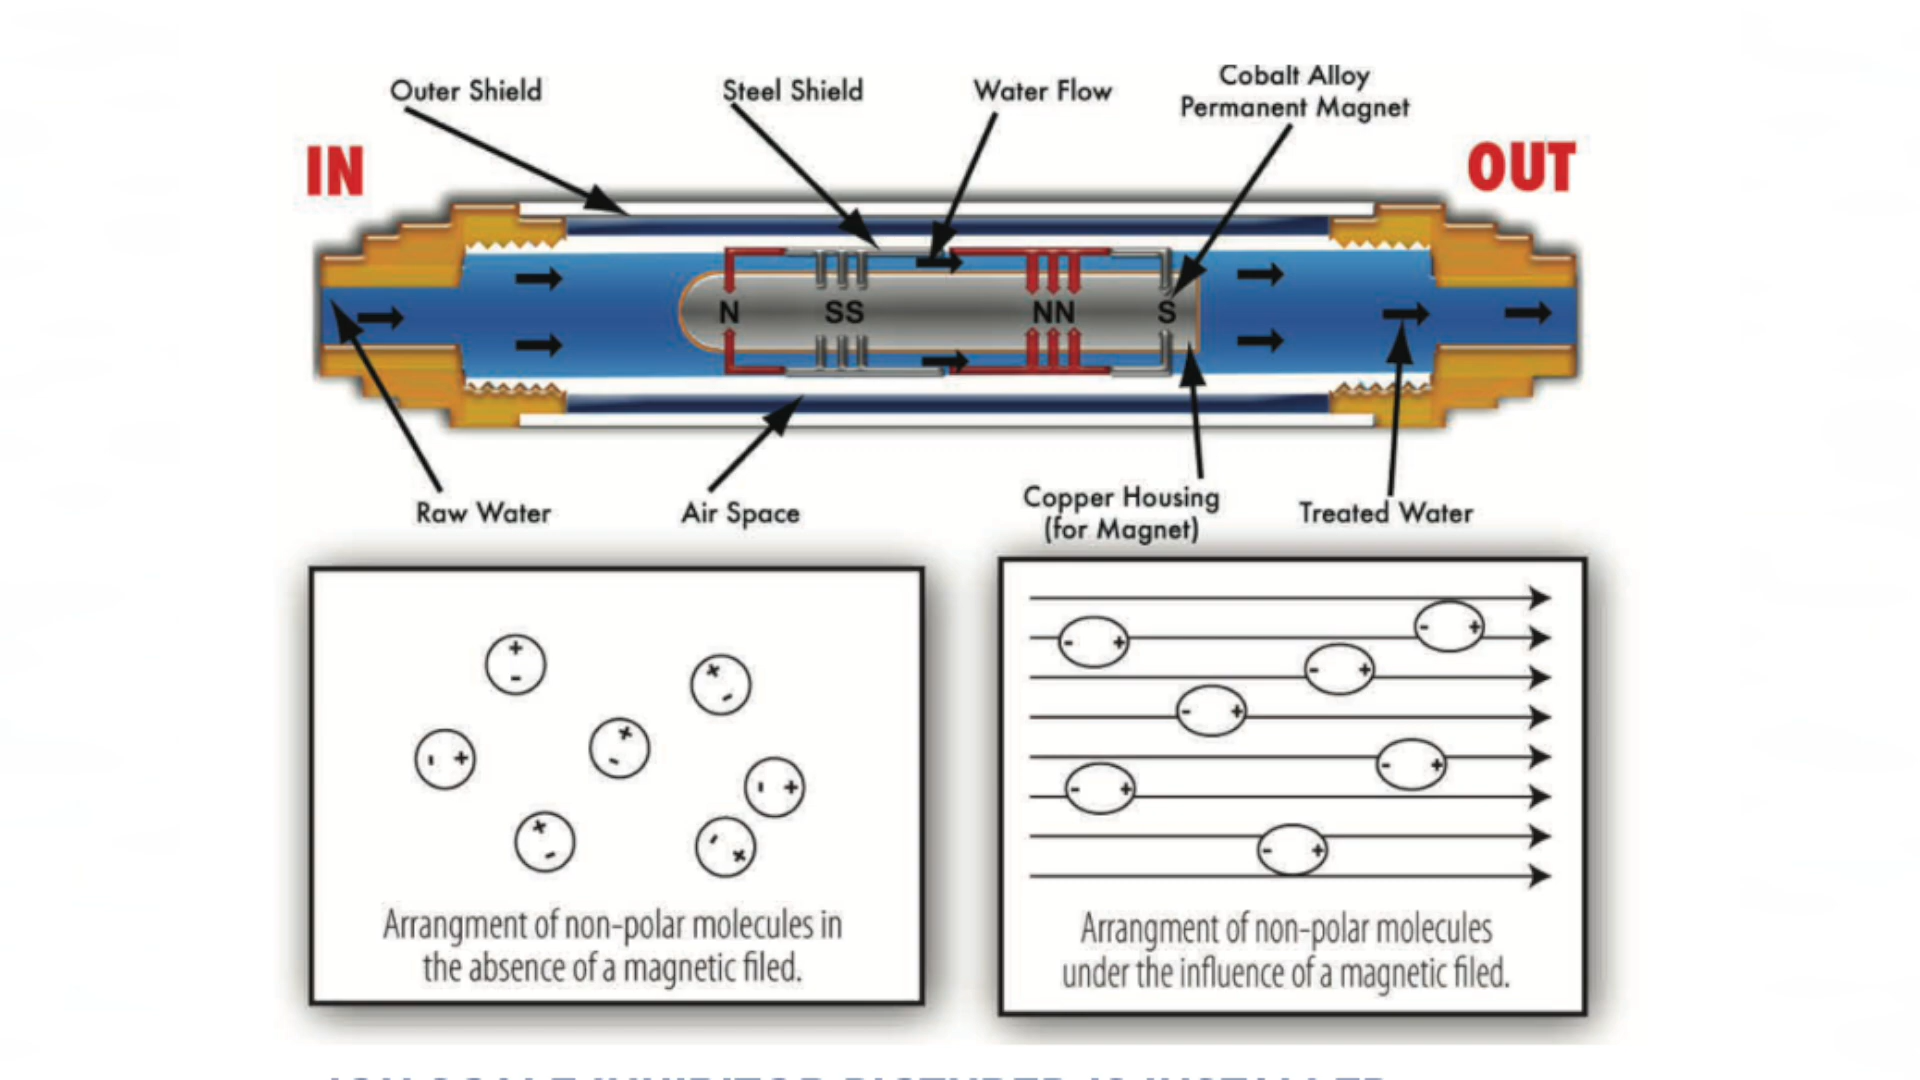 Outer Shield
Steel Shield
Water Flow
Cobalt Alloy
Permanent Magnet
IN
OUT
N
SS
NN
S
Raw Water
Air Space
Copper Housing
(for Magnet)
Treated Water
Arrangment of non-polar molecules in
the absence of a magnetic filed.
Arrangment of non-polar molecules
under the influence of a magnetic filed.